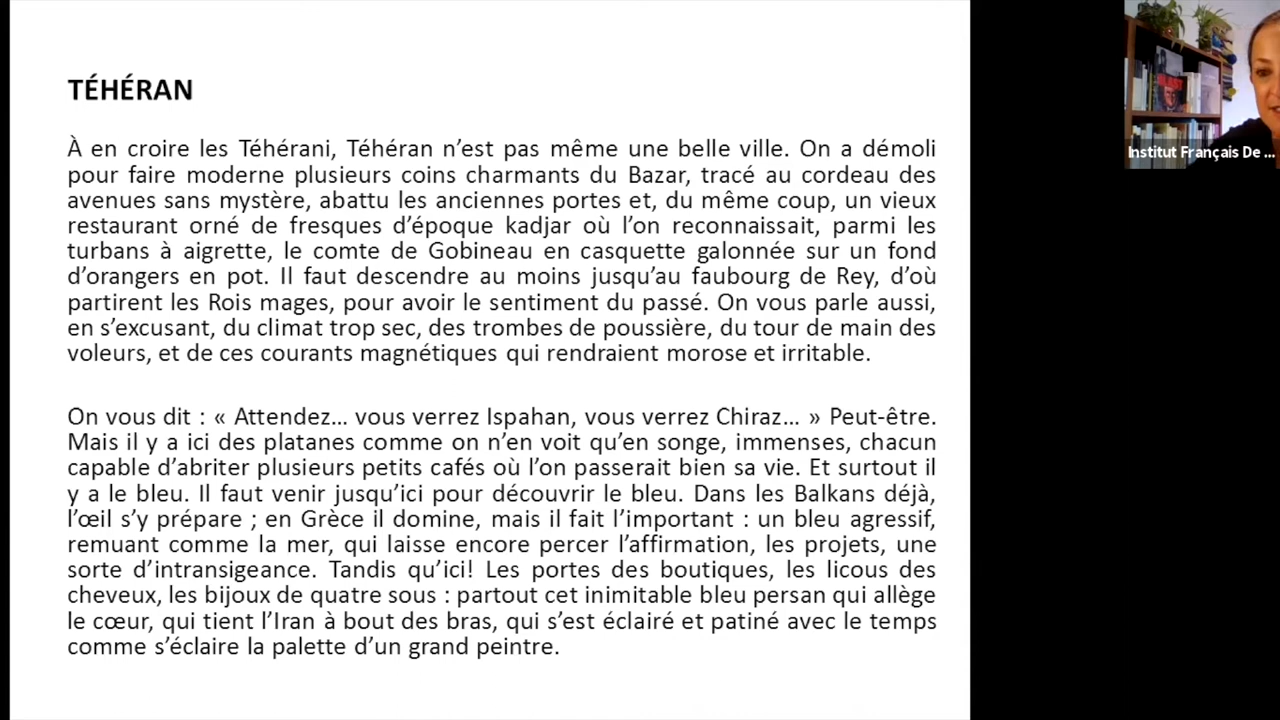 TÉHÉRAN
À en croire les Téhérani, Téhéran n’est pas même une belle ville. On a démoli
pour faire moderne plusieurs coins charmants du Bazar, tracé au cordeau des
avenues sans mystère, abattu les anciennes portes et, du même coup, un vieux
restaurant orné de fresques d’époque kadjar où l’on reconnaissait, parmi les
turbans à aigrette, le comte de Gobineau en casquette galonnée sur un fond
d’orangers en pot. Il faut descendre au moins jusqu’au faubourg de Rey, d’où
partirent les Rois mages, pour avoir le sentiment du passé. On vous parle aussi,
en s’excusant, du climat trop sec, des trombes de poussière, du tour de main des
voleurs, et de ces courants magnétiques qui rendraient morose et irritable.
On vous dit : « Attendez… vous verrez Ispahan, vous verrez Chiraz… » Peut-être.
Mais il y a ici des platanes comme on n’en voit qu’en songe, immenses, chacun
capable d’abriter plusieurs petits cafés où l’on passerait bien sa vie. Et surtout il
y a le bleu. Il faut venir jusqu’ici pour découvrir le bleu. Dans les Balkans déjà,
l’œil s’y prépare ; en Grèce il domine, mais il fait l’important : un bleu agressif,
remuant comme la mer, qui laisse encore percer l’affirmation, les projets, une
sorte d’intransigeance. Tandis qu’ici! Les portes des boutiques, les licous des
cheveux, les bijoux de quatre sous : partout cet inimitable bleu persan qui allège
le cœur, qui tient l’Iran à bout des bras, qui s’est éclairé et patiné avec le temps
comme s’éclaire la palette d’un grand peintre.
Institut Français De ...